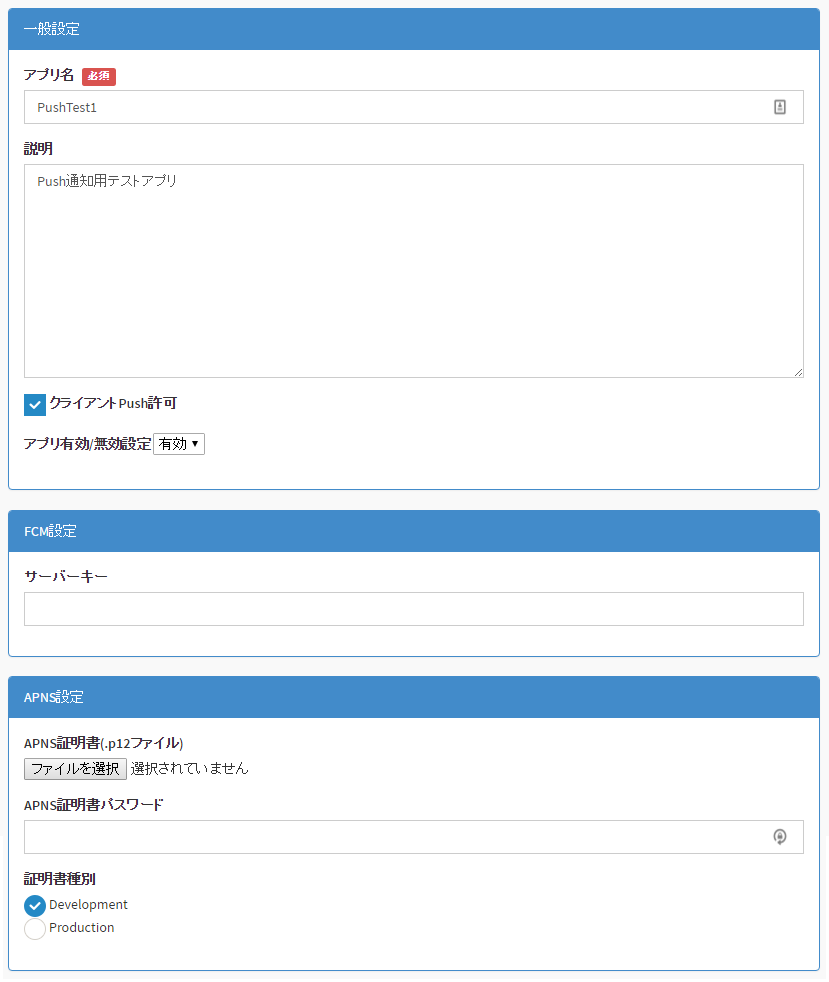 一般設定
アプリ名 必須
PushTest1
説明
Push通知用テストアプリ
クライアントPush許可
アプリ有効/無効設定 有効
FCM設定
サーバーキー
APNS設定
APNS証明書(.p12ファイル)
ファイルを選択 選択されていません
APNS証明書パスワード
証明書種別
Development
Production